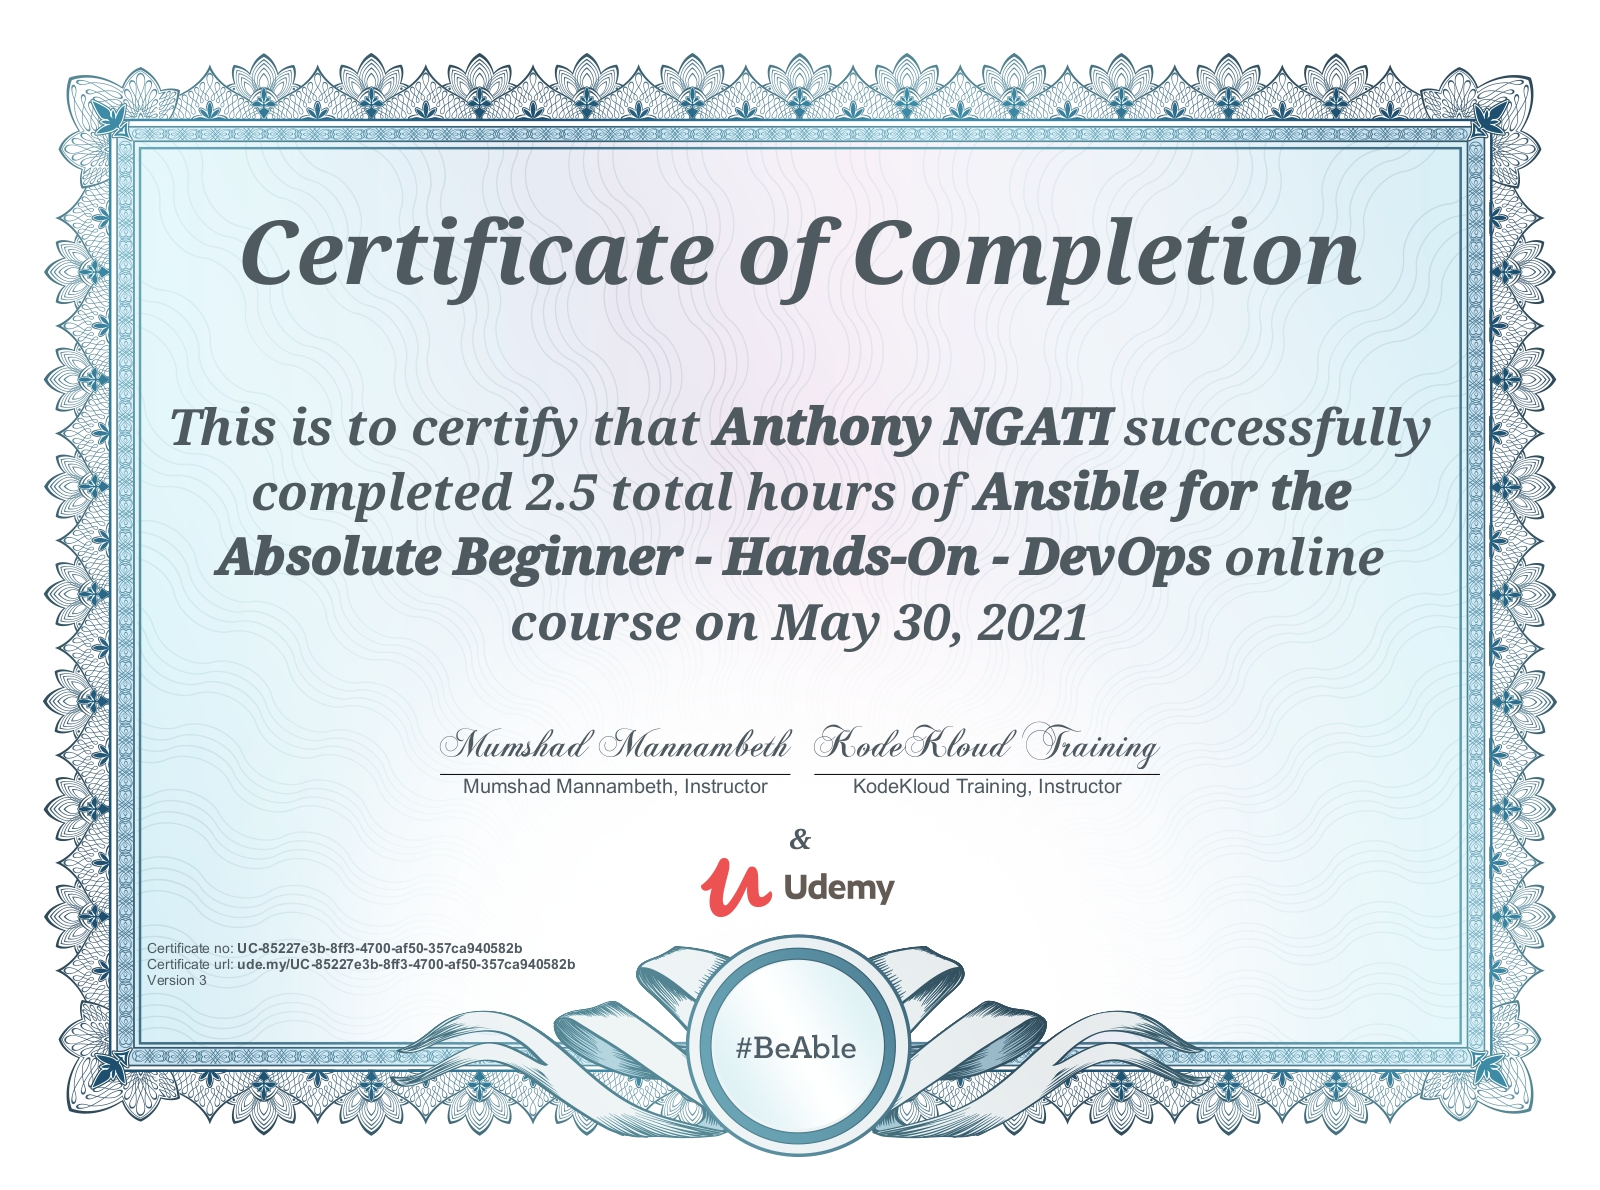 Certificate of Completion
This is to certify that Anthony NGATI successfully
completed 2.5 total hours of Ansible for the
Absolute Beginner - Hands-On - DevOps online
course on May 30, 2021
Mumshad Mannambeth KodeKloud Training
Mumshad Mannambeth, Instructor KodeKloud Training, Instructor
&
Udemy
Certificate no: UC-85227e3b-8ff3-4700-af50-357ca940582b
Certificate url: ude.my/UC-85227e3b-8ff3-4700-af50-357ca940582b
Version 3
#BeAble